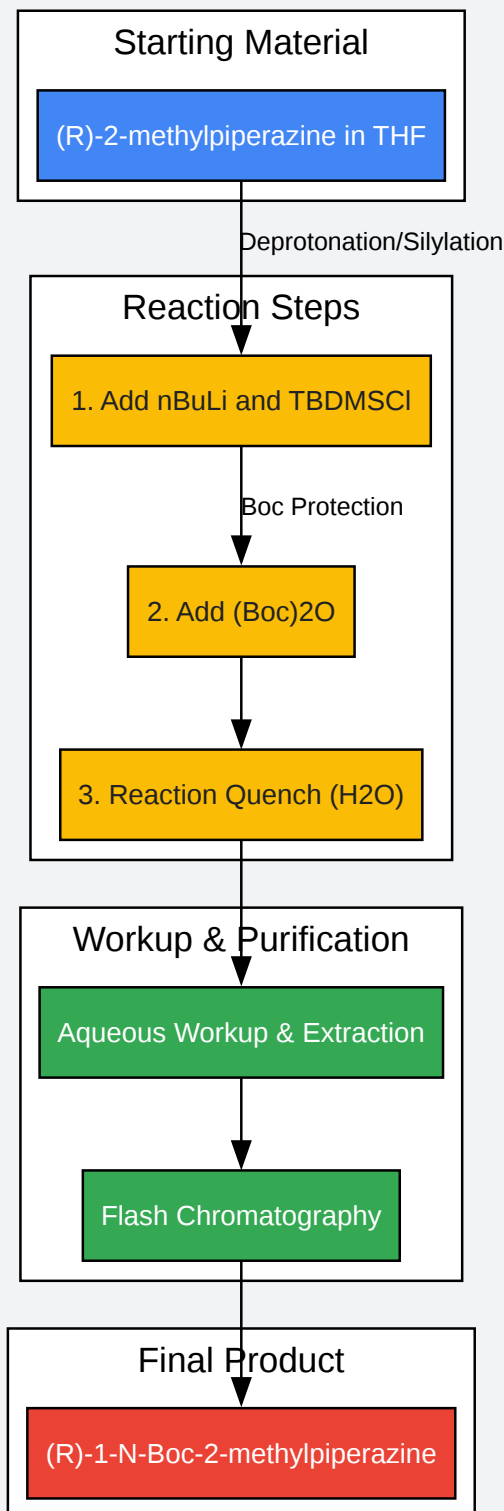 Starting Material
(R)-2-methylpiperazine in THF
Deprotonation/Silylation
Reaction Steps
1. Add nBuLi and TBDMSCl
Boc Protection
2. Add (Boc)2O
3. Reaction Quench (H2O)
Workup & Purification
Aqueous Workup & Extraction
Flash Chromatography
Final Product
(R)-1-N-Boc-2-methylpiperazine